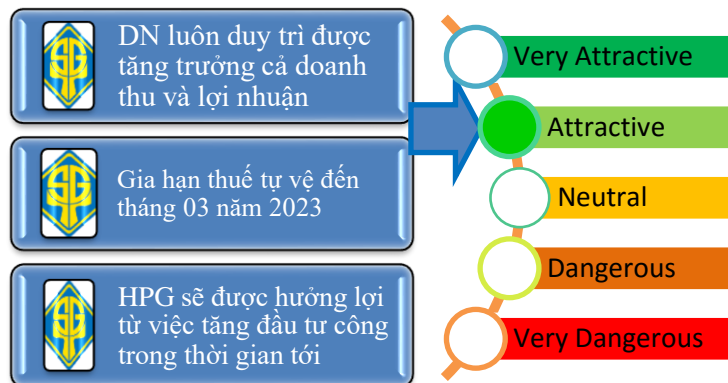 DN luôn duy trì được
tăng trưởng cả doanh
thu và lợi nhuận
Gia hạn thuế tự vệ đến
tháng 03 năm 2023
HPG sẽ được hưởng lợi
từ việc tăng đầu tư công
trong thời gian tới
Very Attractive
Attractive
Neutral
Dangerous
Very Dangerous